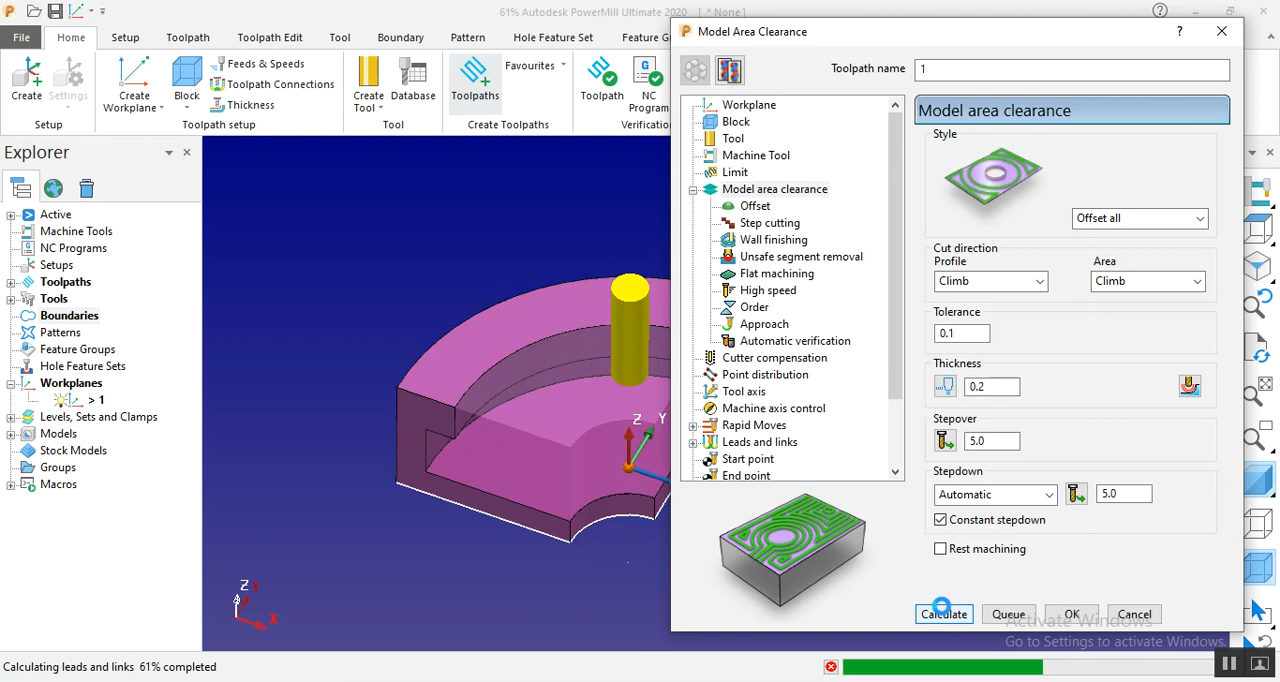 61% Autodesk PowerMill Ultimate 2020 [ * None]
File Home Setup Toolpath Toolpath Edit Tool Boundary Pattern Hole Feature Set Feature G
Create Settings Create Workplane Block Feeds & Speeds Toolpath Connections Thickness Create Tool Database Toolpaths Favourites Toolpath NC Program
Setup Toolpath setup Tool Create Toolpaths Verification
Explorer
Active
Machine Tools
NC Programs
Setups
Toolpaths
Tools
Boundaries
Patterns
Feature Groups
Hole Feature Sets
Workplanes
> 1
Levels, Sets and Clamps
Models
Stock Models
Groups
Macros
Z Y
Z Y
X
Model Area Clearance
Toolpath name 1
Workplane
Block
Tool
Machine Tool
Limit
Model area clearance
Offset
Step cutting
Wall finishing
Unsafe segment removal
Flat machining
High speed
Order
Approach
Automatic verification
Cutter compensation
Point distribution
Tool axis
Machine axis control
Rapid Moves
Leads and links
Start point
End point
Model area clearance
Style
Offset all
Cut direction
Profile Area
Climb Climb
Tolerance
0.1
Thickness
0.2
Stepover
5.0
Stepdown
Automatic 5.0
Constant stepdown
Rest machining
Calculate Queue OK Cancel
Activate Windows
Go to Settings to activate Windows.
Calculating leads and links 61% completed